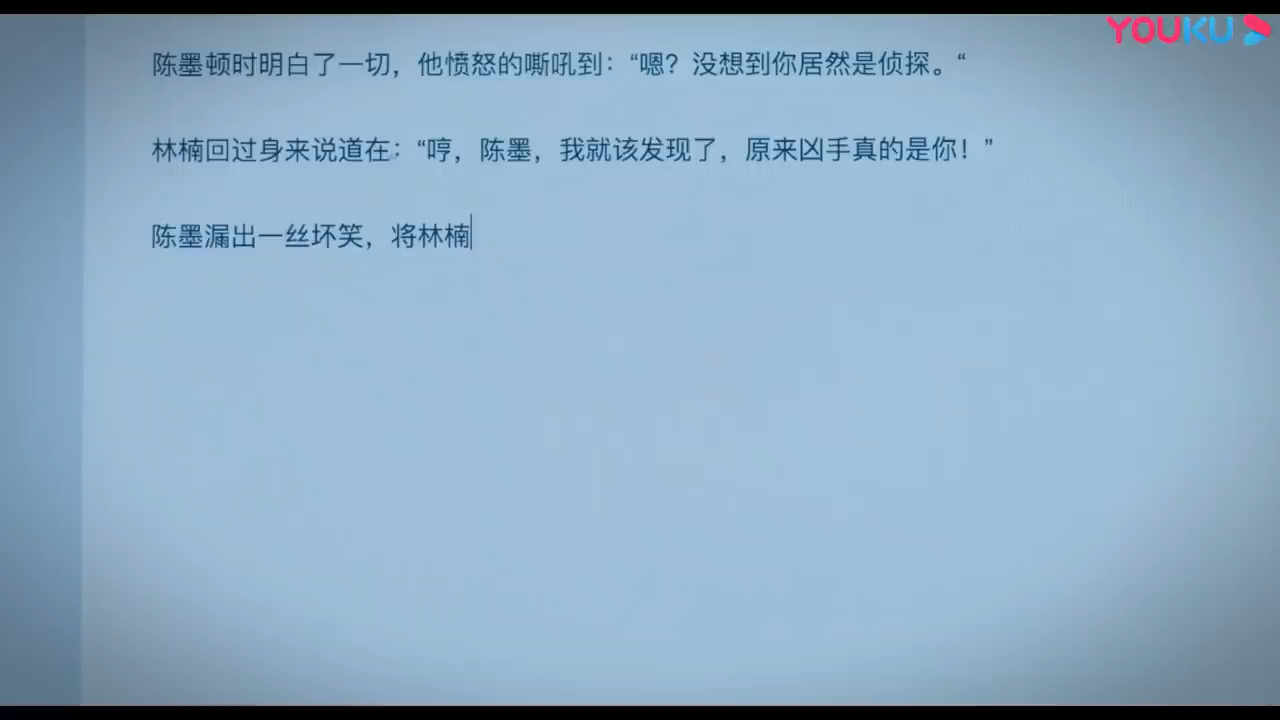 YOUKU
陈墨顿时明白了一切，他愤怒的嘶吼到：“嗯？没想到你居然是侦探。“
林楠回过身来说道在：“哼，陈墨，我就该发现了，原来凶手真的是你！”
陈墨漏出一丝坏笑，将林楠